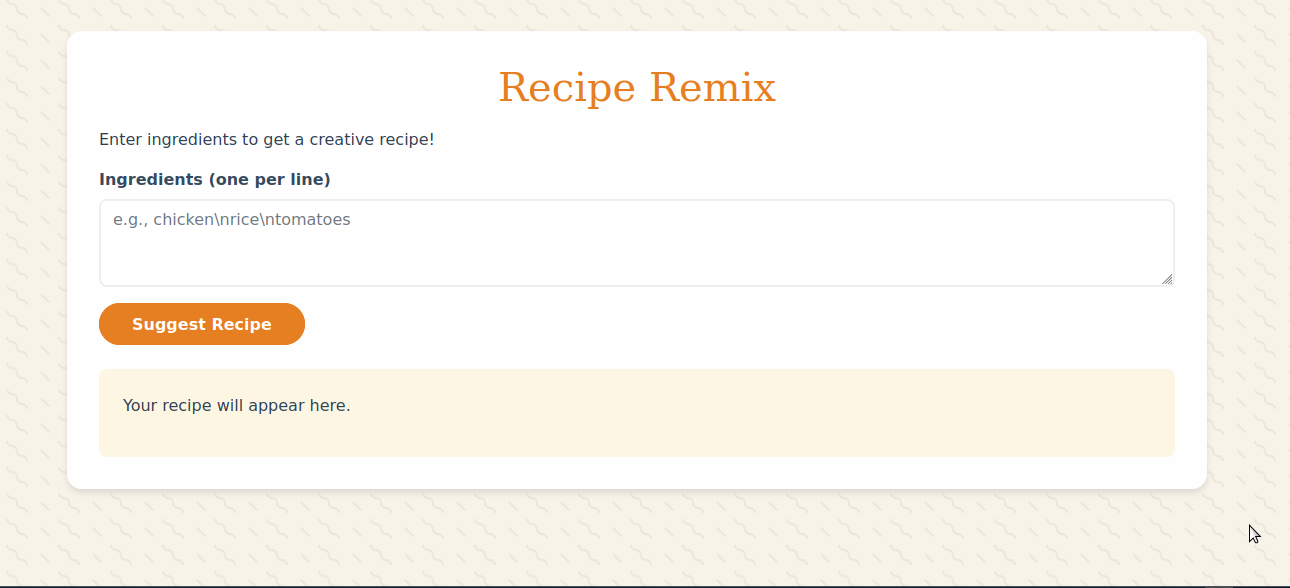 Recipe Remix
Enter ingredients to get a creative recipe!
Ingredients (one per line)
e.g., chicken\nrice\ntomatoes
Suggest Recipe
Your recipe will appear here.